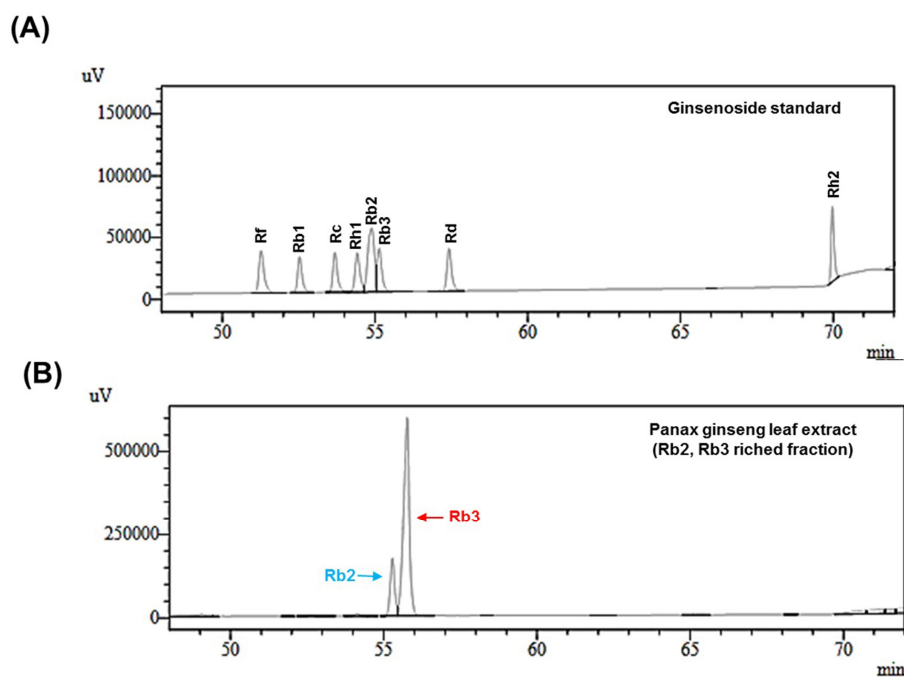 (A)
uV
Ginsenoside standard
150000
100000
50000
0
Rf
Rb1
Rc
Rh1
Rb2
Rb3
Rd
Rh2
50
55
60
65
70
min
(B)
uV
Panax ginseng leaf extract
(Rb2, Rb3 riched fraction)
500000
250000
0
Rb3
Rb2
50
55
60
65
70
min